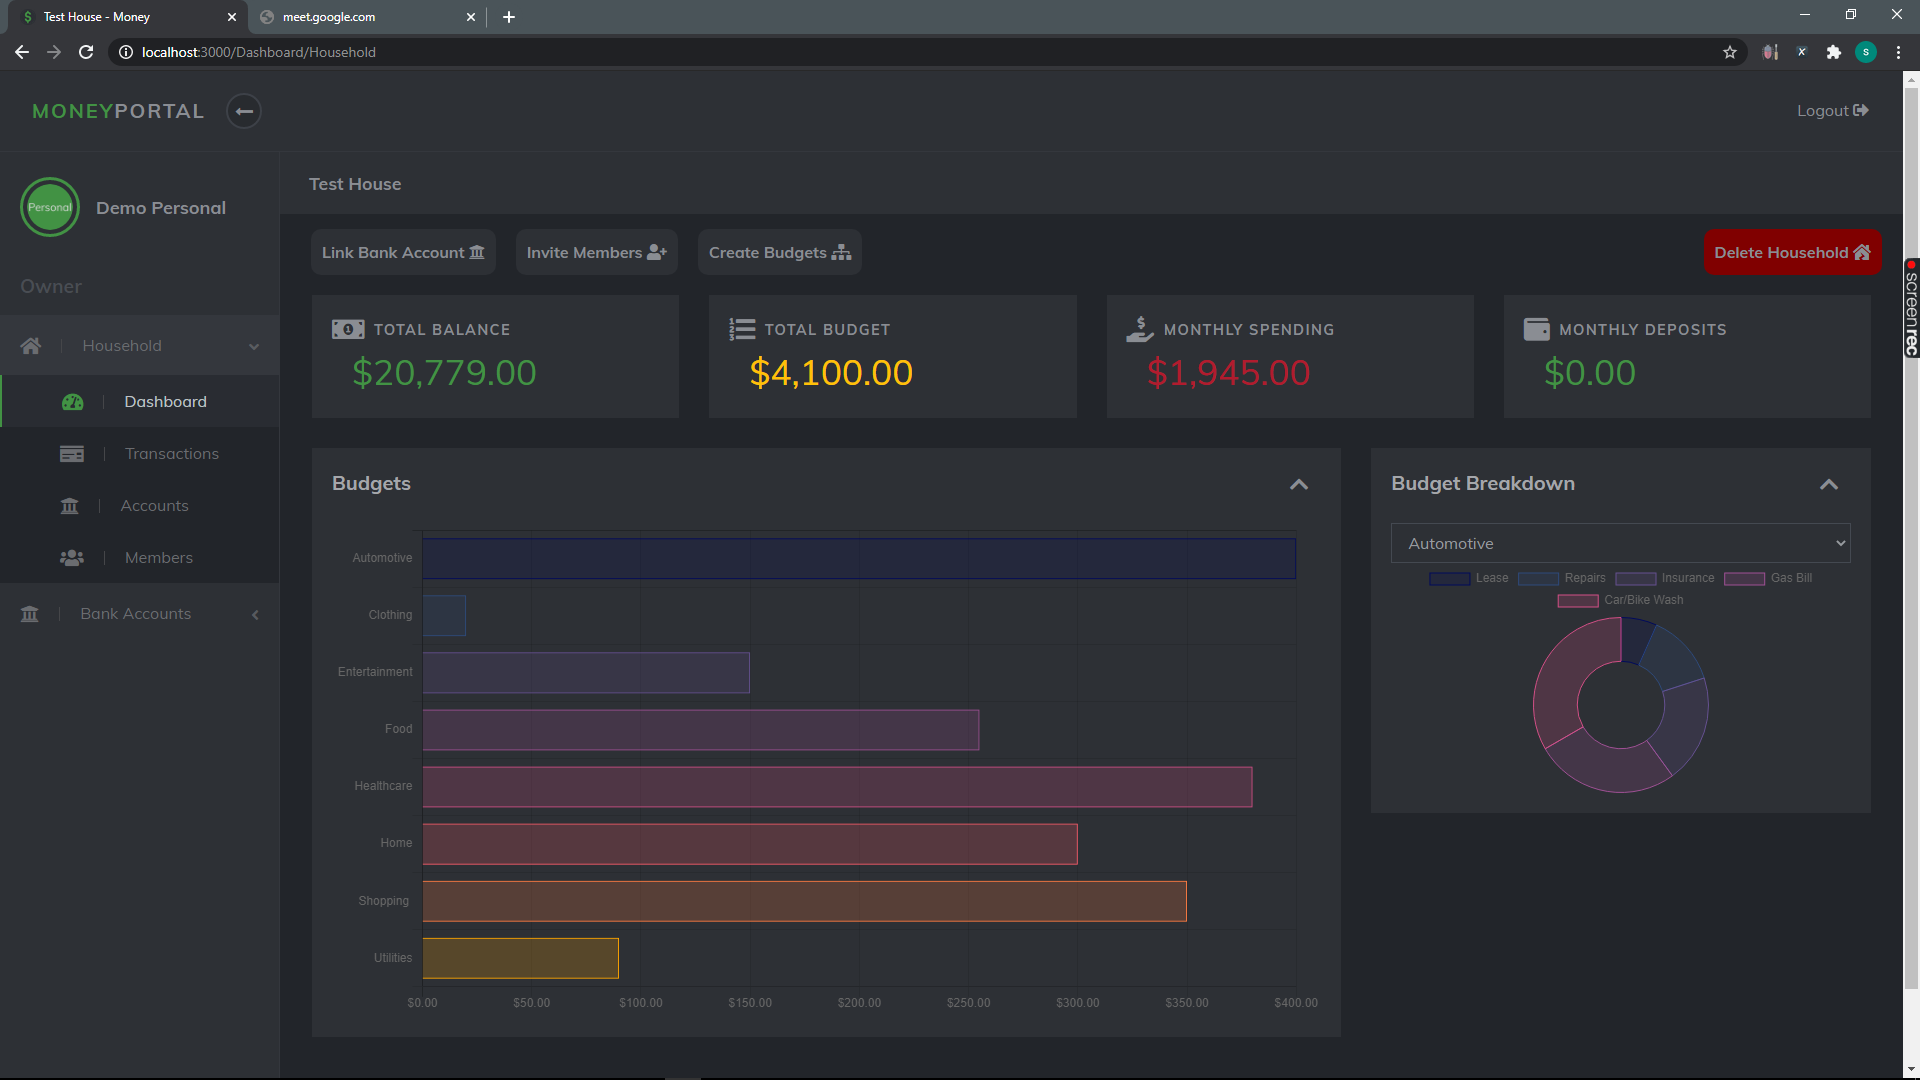 Test House - Money
meet.google.com
localhost:3000/Dashboard/Household
S
MONEYPORTAL
Logout
Personal
Demo Personal
Owner
Household
Dashboard
Transactions
Accounts
Members
Bank Accounts
Test House
Link Bank Account
Invite Members
Create Budgets
Delete Household
TOTAL BALANCE
$20,779.00
TOTAL BUDGET
$4,100.00
MONTHLY SPENDING
$1,945.00
MONTHLY DEPOSITS
$0.00
Budgets
Automotive
Clothing
Entertainment
Food
Healthcare
Home
Shopping
Utilities
$0.00 $50.00 $100.00 $150.00 $200.00 $250.00 $300.00 $350.00 $400.00
Budget Breakdown
Automotive
Lease Repairs Insurance Gas Bill
Car/Bike Wash
screenrec